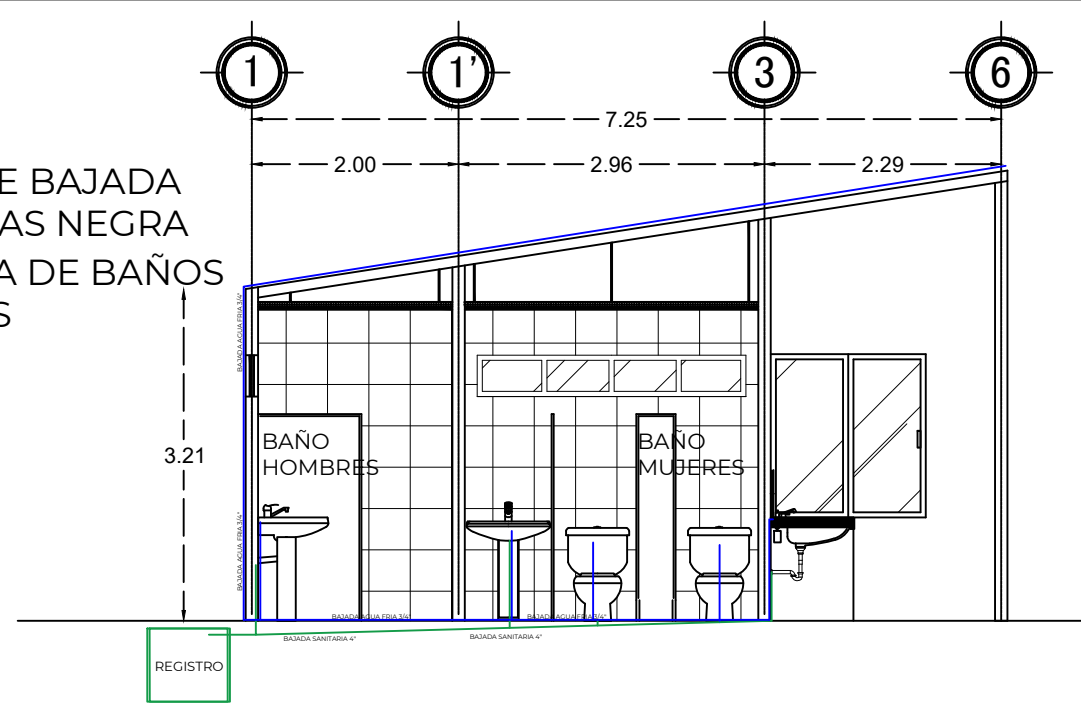 1
1'
3
6
7.25
2.00
2.96
2.29
E BAJADA
AS NEGRA
A DE BAÑOS
S
BAJADA AGUA FRIA 3/4"
3.21
BAÑO
HOMBRES
BAÑO
MUJERES
BAJADA AGUA FRIA 3/4"
BAJADA AGUA FRIA 3/4"
BAJADA AGUA FRIA 3/4"
BAJADA SANITARIA 4"
BAJADA SANITARIA 4"
REGISTRO